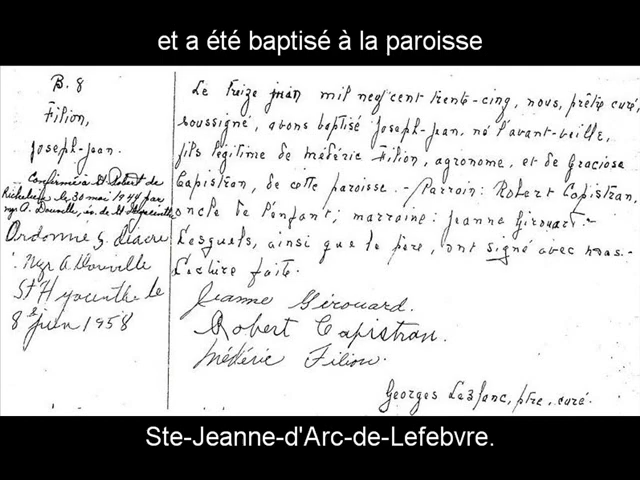 et a été baptisé à la paroisse
B. 8
Filion,
Joseph-Jean.
Confirmé à St Robert de
Richelieu le 30 mai 1944 par
mgr A. Douville, év. de St Hyacinthe
Ordonné s. diacre
Mgr A Douville
St Hyacinthe le
8 juin 1958
Le treize juin mil neuf cent trente-cinq, nous, prêtre curé,
soussigné, avons baptisé Joseph-Jean, né l'avant-veille,
fils légitime de médéric Filion, agronome, et de Graciose
Capistran, de cette paroisse. - Parrain: Robert Capistran,
oncle de l'enfant; marraine: Jeanne Girouard. -
Lesquels, ainsi que le père, ont signé avec nous. -
Lecture faite.
Jeanne Girouard.
Robert Capistran.
Médéric Filion.
Georges Leblanc, ptre, curé.
Ste-Jeanne-d'Arc-de-Lefebvre.